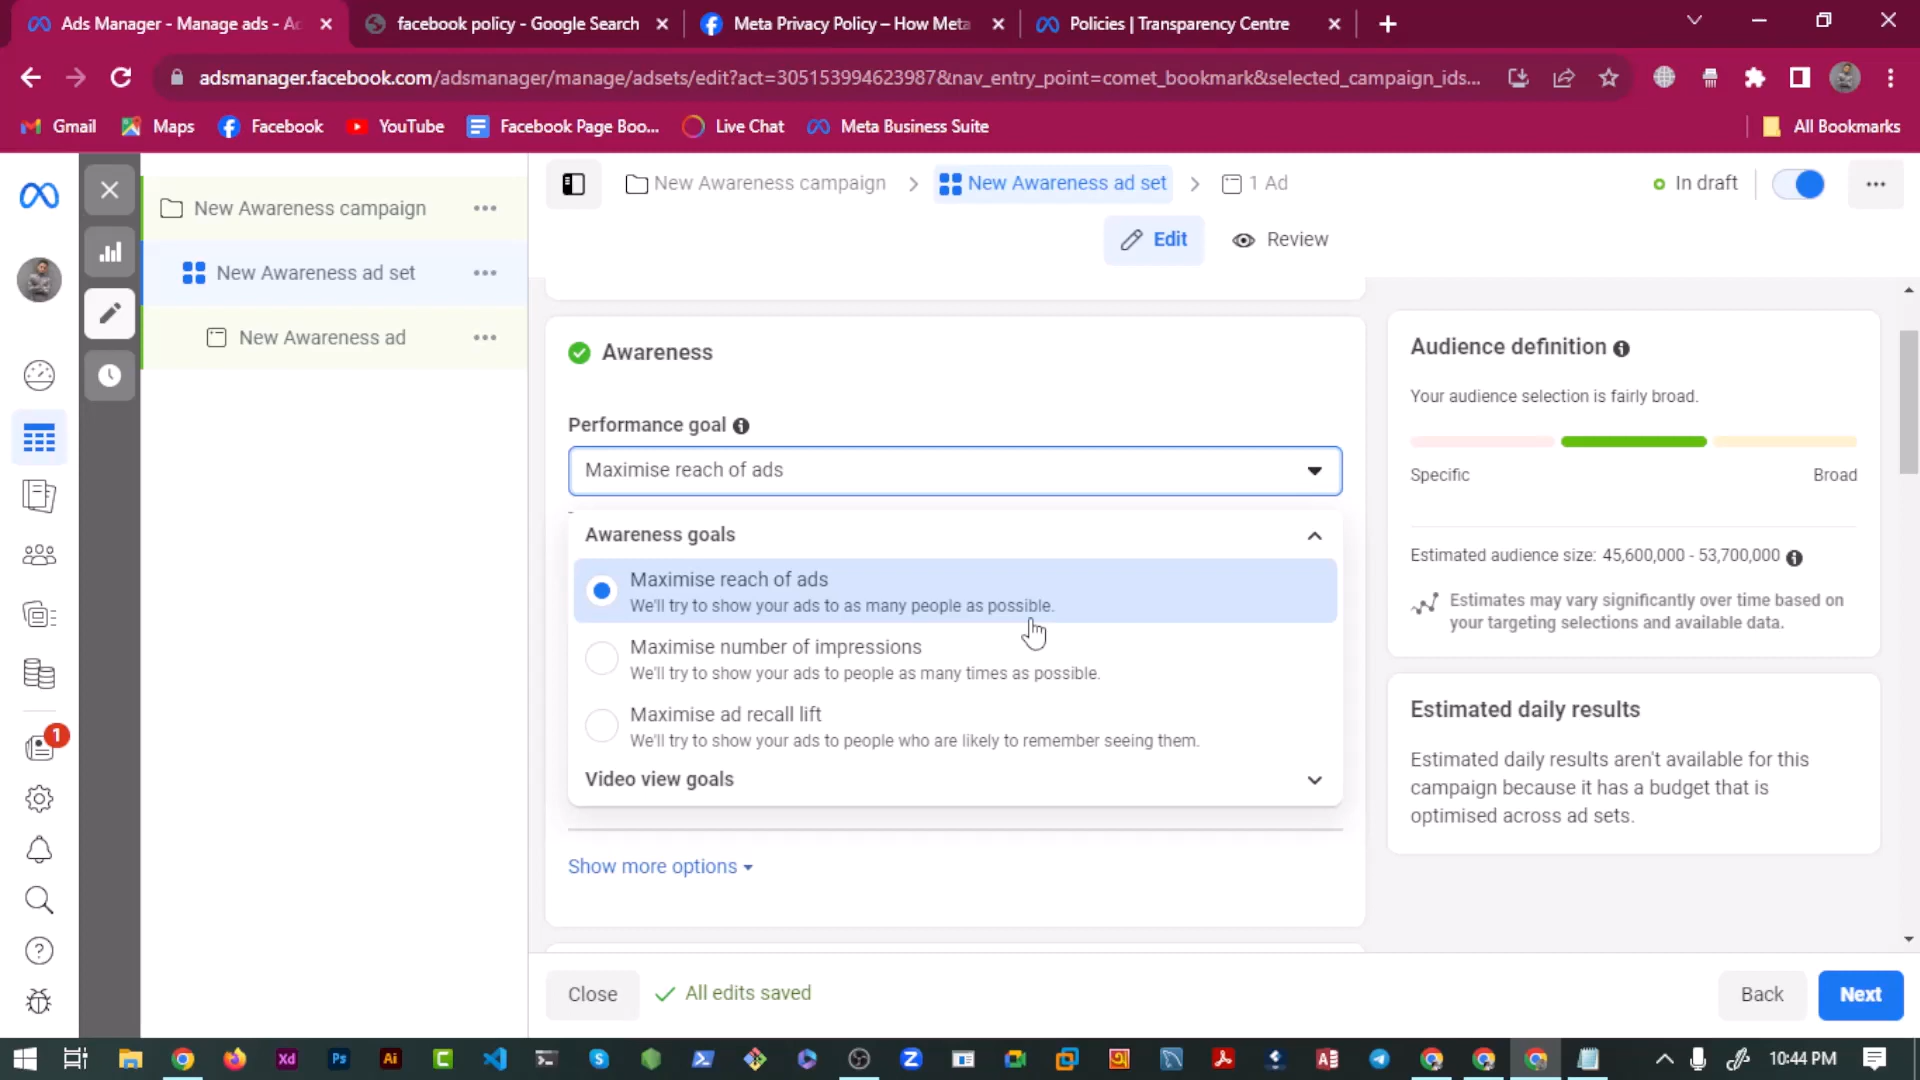 Ads Manager - Manage ads - Ac
facebook policy - Google Search
Meta Privacy Policy – How Meta
Policies | Transparency Centre
adsmanager.facebook.com/adsmanager/manage/adsets/edit?act=305153994623987&nav_entry_point=comet_bookmark&selected_campaign_ids...
Gmail
Maps
Facebook
YouTube
Facebook Page Boo...
Live Chat
Meta Business Suite
All Bookmarks
New Awareness campaign
New Awareness ad set
New Awareness ad
New Awareness campaign
New Awareness ad set
1 Ad
In draft
Edit
Review
Awareness
Performance goal
Maximise reach of ads
Awareness goals
Maximise reach of ads
We'll try to show your ads to as many people as possible.
Maximise number of impressions
We'll try to show your ads to people as many times as possible.
Maximise ad recall lift
We'll try to show your ads to people who are likely to remember seeing them.
Video view goals
Show more options
Audience definition
Your audience selection is fairly broad.
Specific
Broad
Estimated audience size: 45,600,000 - 53,700,000
Estimates may vary significantly over time based on
your targeting selections and available data.
Estimated daily results
Estimated daily results aren't available for this
campaign because it has a budget that is
optimised across ad sets.
1
Close
All edits saved
Back
Next
Xd
Ps
Ai
C
Z
10:44 PM